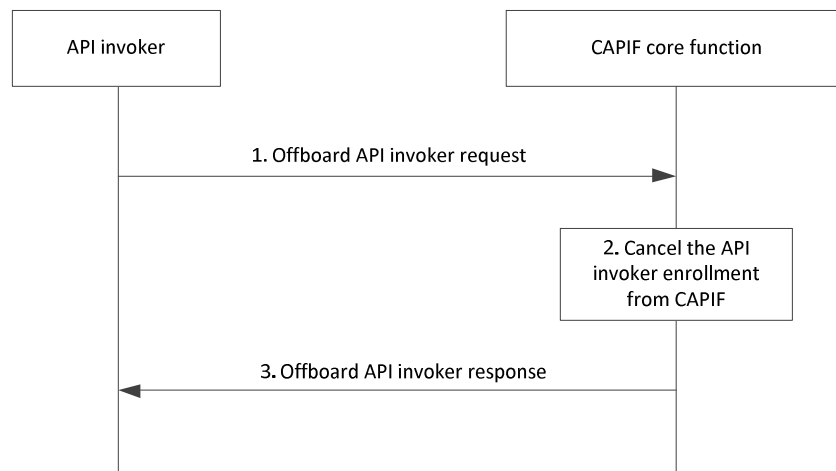 API invoker
CAPIF core function
1. Offboard API invoker request
2. Cancel the API
invoker enrollment
from CAPIF
3. Offboard API invoker response